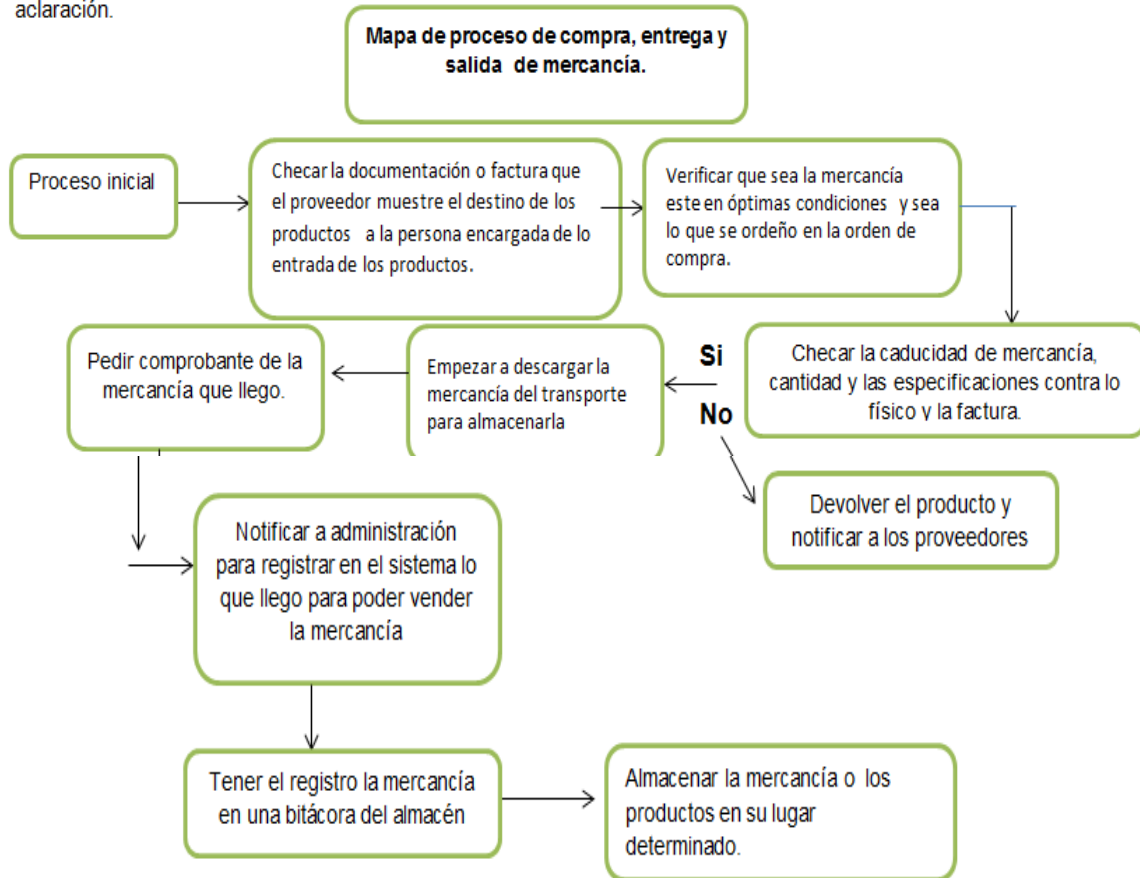 aclaración.
Mapa de proceso de compra, entrega y
salida de mercancía.
Proceso inicial
Checar la documentación o factura que
el proveedor muestre el destino de los
productos a la persona encargada de lo
entrada de los productos.
Verificar que sea la mercancía
este en óptimas condiciones y sea
lo que se ordeño en la orden de
compra.
Checar la caducidad de mercancía,
cantidad y las especificaciones contra lo
físico y la factura.
Si
No
Empezar a descargar la
mercancía del transporte
para almacenarla
Pedir comprobante de la
mercancía que llego.
Devolver el producto y
notificar a los proveedores
Notificar a administración
para registrar en el sistema lo
que llego para poder vender
la mercancía
Tener el registro la mercancía
en una bitácora del almacén
Almacenar la mercancía o los
productos en su lugar
determinado.